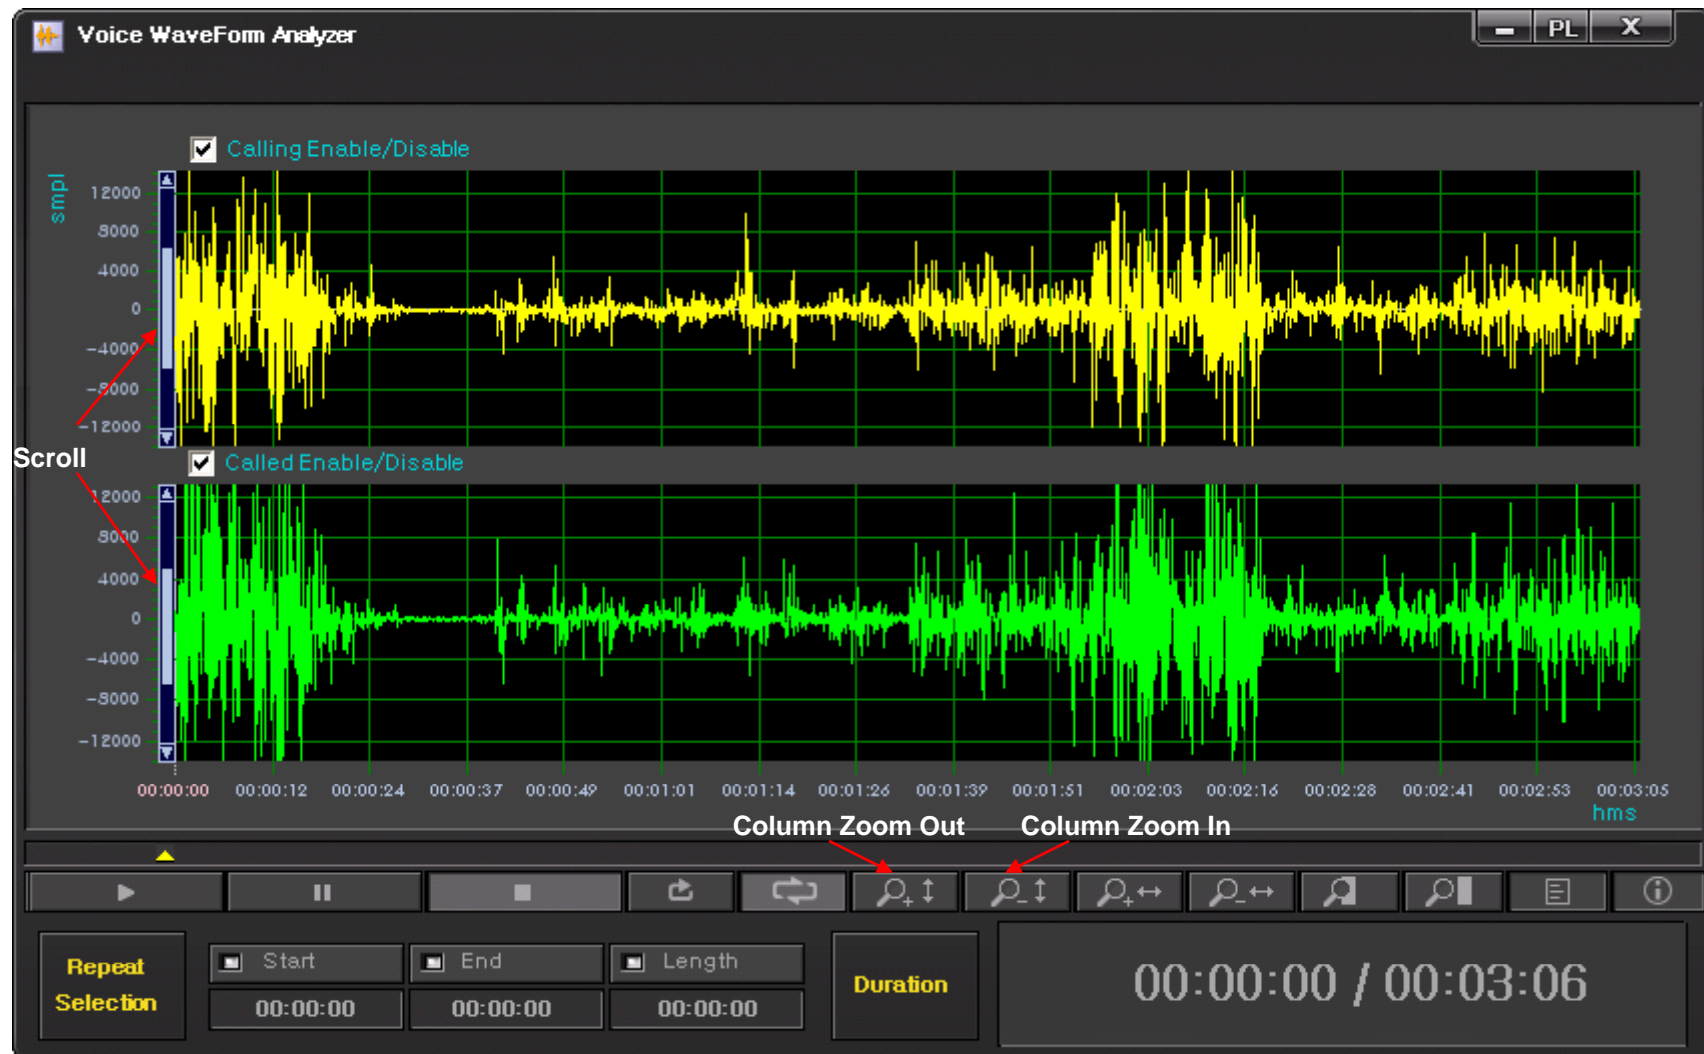 Voice WaveForm Analyzer
PL X
Calling Enable/Disable
smpl
12000
8000
4000
0
-4000
-8000
-12000
Scroll
Called Enable/Disable
12000
8000
4000
0
-4000
-8000
-12000
00:00:00 00:00:12 00:00:24 00:00:37 00:00:49 00:01:01 00:01:14 00:01:26 00:01:39 00:01:51 00:02:03 00:02:16 00:02:28 00:02:41 00:02:53 00:03:05
hms
Column Zoom Out Column Zoom In
Repeat Selection
Start End Length
00:00:00 00:00:00 00:00:00
Duration
00:00:00 / 00:03:06